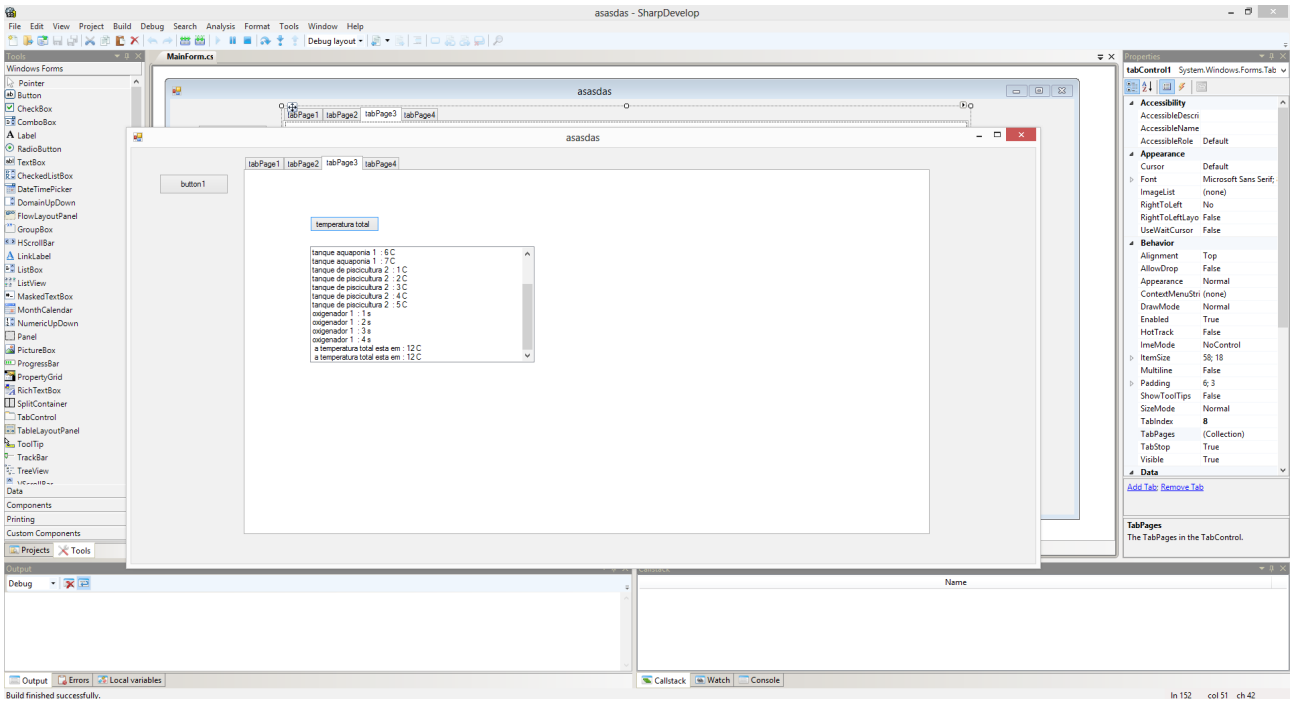 asasdas - SharpDevelop
File Edit View Project Build Debug Search Analysis Format Tools Window Help
Debug layout
Tools
MainForm.cs
Properties
Windows Forms
Pointer
Button
CheckBox
ComboBox
Label
RadioButton
TextBox
CheckedListBox
DateTimePicker
DomainUpDown
FlowLayoutPanel
GroupBox
HScrollBar
LinkLabel
ListBox
ListView
MaskedTextBox
MonthCalendar
NumericUpDown
Panel
PictureBox
ProgressBar
PropertyGrid
RichTextBox
SplitContainer
TabControl
TableLayoutPanel
ToolTip
TrackBar
TreeView
VScrollBar
Data
Components
Printing
Custom Components
Projects Tools
asasdas
tabPage1 tabPage2 tabPage3 tabPage4
asasdas
tabPage1 tabPage2 tabPage3 tabPage4
button1
temperatura total
tanque aquaponia 1 : 6 C
tanque aquaponia 1 : 7 C
tanque de piscicultura 2 : 1 C
tanque de piscicultura 2 : 2 C
tanque de piscicultura 2 : 3 C
tanque de piscicultura 2 : 4 C
tanque de piscicultura 2 : 5 C
oxigenador 1 : 1 s
oxigenador 1 : 2 s
oxigenador 1 : 3 s
oxigenador 1 : 4 s
a temperatura total esta em : 12 C
a temperatura total esta em : 12 C
tabControl1 System.Windows.Forms.Tab
Accessibility
AccessibleDescri
AccessibleName
AccessibleRole Default
Appearance
Cursor Default
Font Microsoft Sans Serif;
ImageList (none)
RightToLeft No
RightToLeftLayo False
UseWaitCursor False
Behavior
Alignment Top
AllowDrop False
Appearance Normal
ContextMenuStri (none)
DrawMode Normal
Enabled True
HotTrack False
ImeMode NoControl
ItemSize 58; 18
Multiline False
Padding 6; 3
ShowToolTips False
SizeMode Normal
TabIndex 8
TabPages (Collection)
TabStop True
Visible True
Data
Add Tab; Remove Tab
TabPages
The TabPages in the TabControl.
Output
Debug
Callstack
Name
Output Errors Local variables
Callstack Watch Console
Build finished successfully.
ln 152 col 51 ch 42